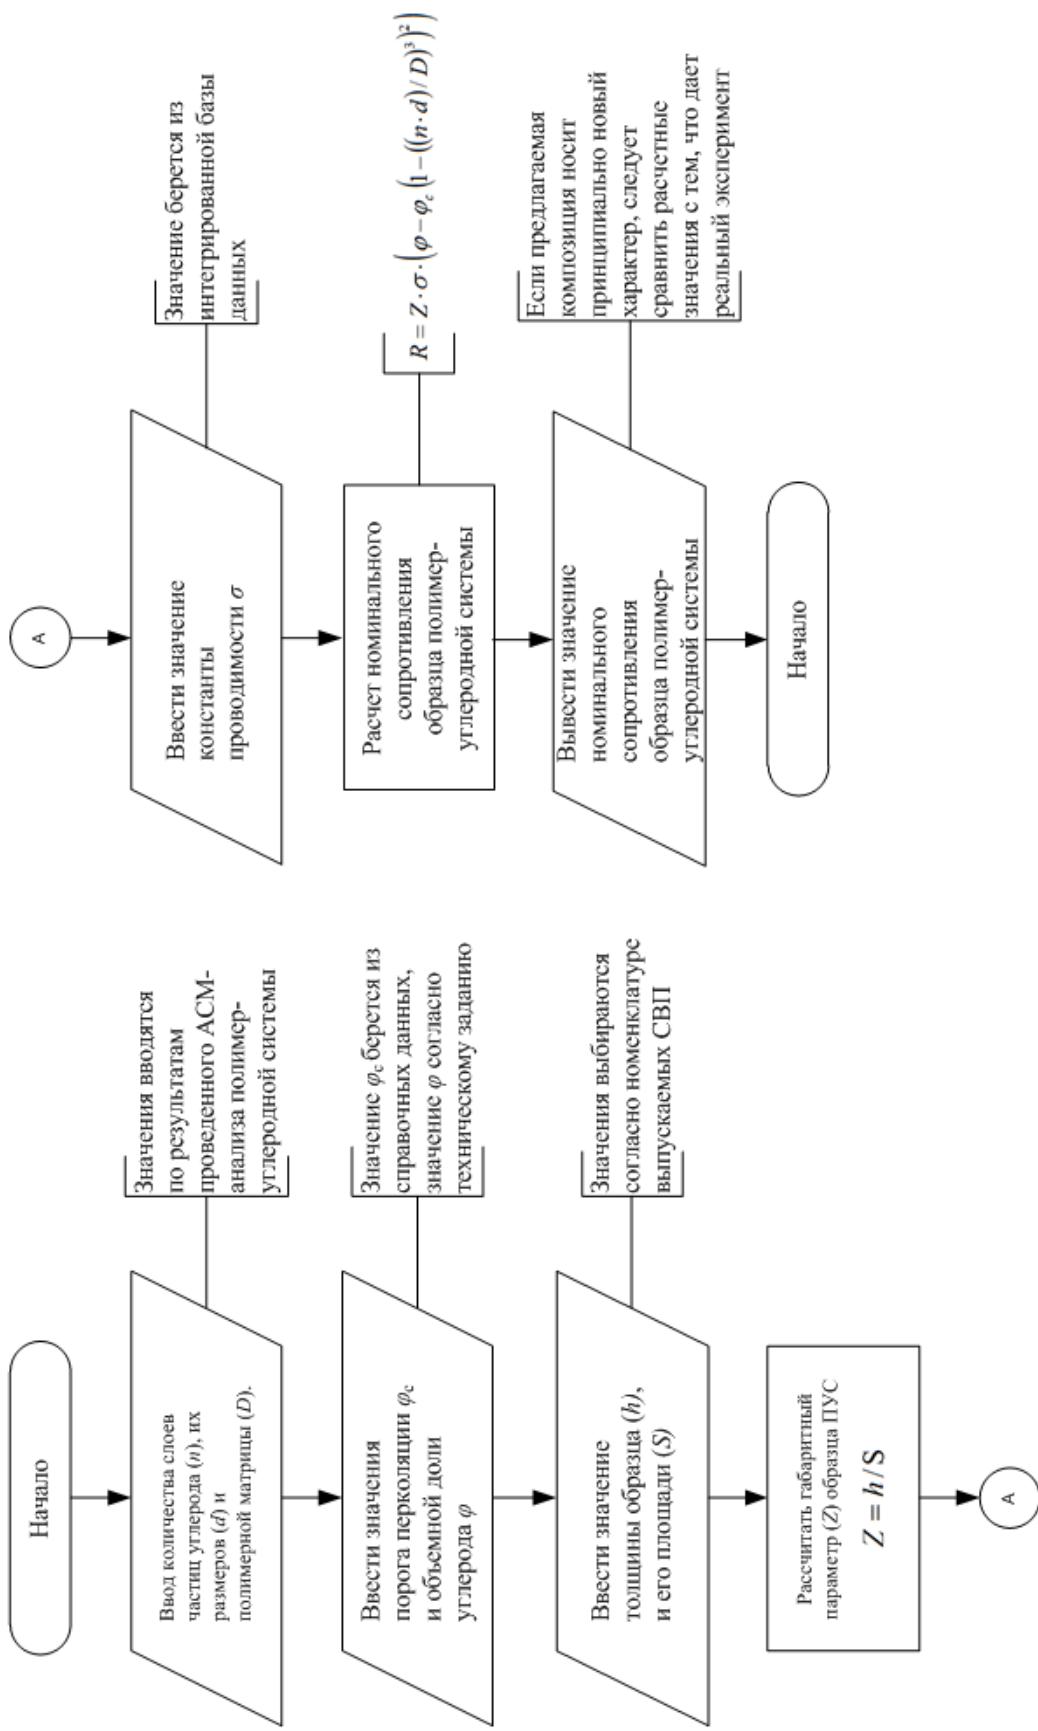 Начало
Ввод количества слоев
частиц углерода (n), их
размеров (d) и
полимерной матрицы (D).
Значения вводятся
по результатам
проведенного АСМ-
анализа полимер-
углеродной системы
Ввести значения
порога перколяции φc
и объемной доли
углерода φ
Значение φc берется из
справочных данных,
значение φ согласно
техническому заданию
Ввести значение
толщины образца (h),
и его площади (S)
Значения выбираются
согласно номенклатуре
выпускаемых СВП
Рассчитать габаритный
параметр (Z) образца ПУС
Z = h / S
А
А
Ввести значение
константы
проводимости σ
Значение берется из
интегрированной базы
данных
Расчет номинального
сопротивления
образца полимер-
углеродной системы
R = Z · σ · (φ − φc (1 − ((n · d) / D)³)²)
Вывести значение
номинального
сопротивления
образца полимер-
углеродной системы
Если предлагаемая
композиция носит
принципиально новый
характер, следует
сравнить расчетные
значения с тем, что дает
реальный эксперимент
Начало